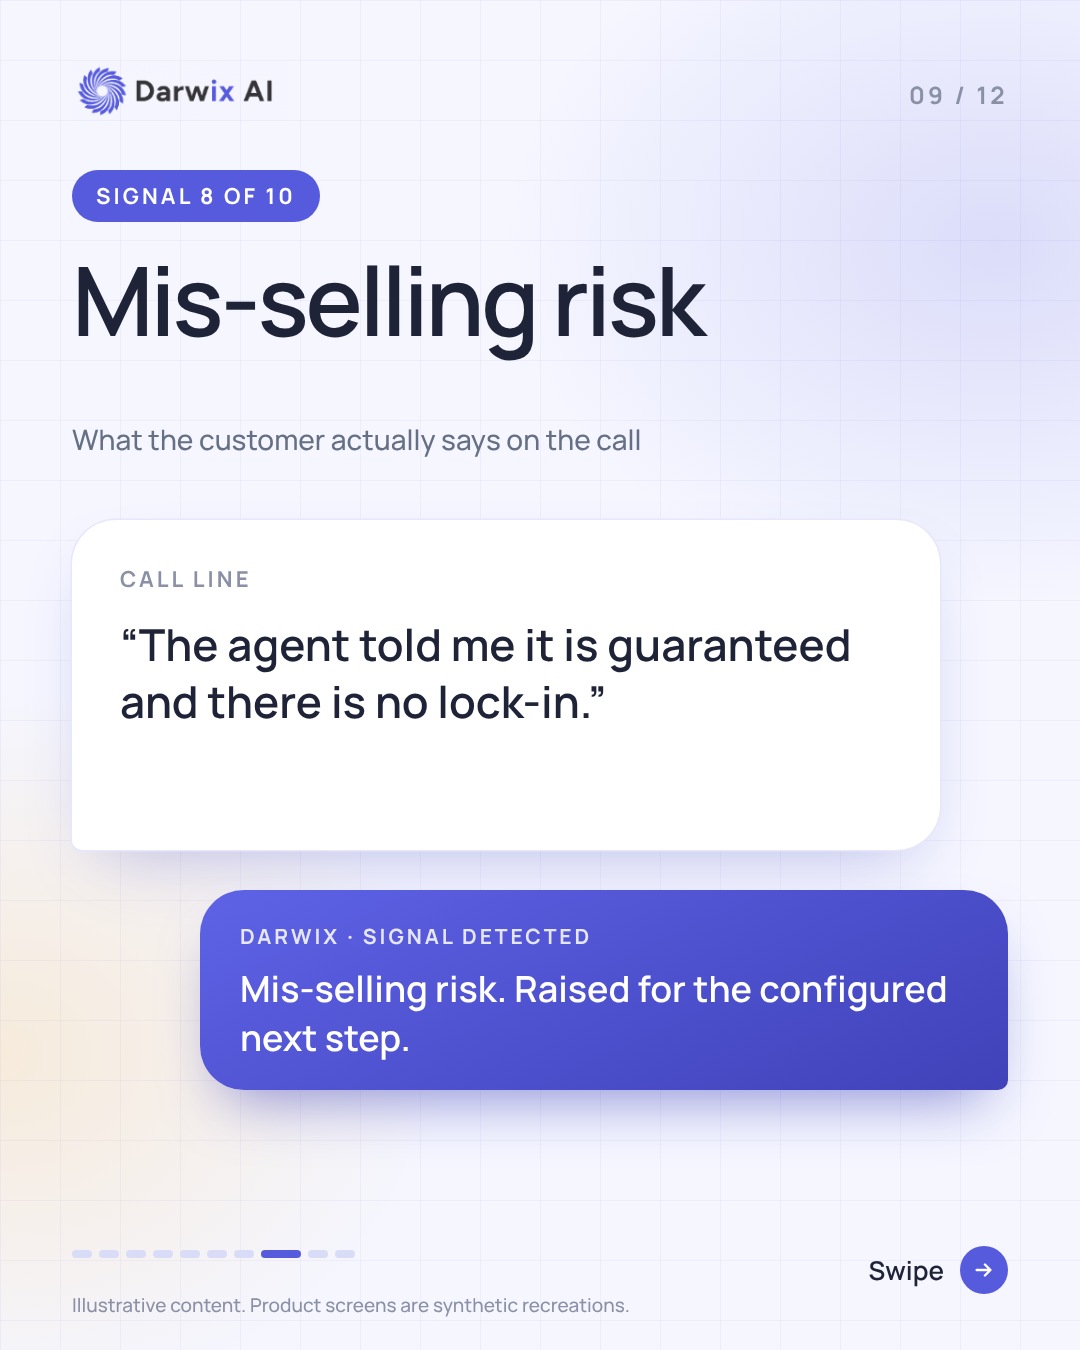 Darwix AI
09 / 12
SIGNAL 8 OF 10
Mis-selling risk
What the customer actually says on the call
CALL LINE
“The agent told me it is guaranteed
and there is no lock-in.”
DARWIX · SIGNAL DETECTED
Mis-selling risk. Raised for the configured
next step.
Swipe
Illustrative content. Product screens are synthetic recreations.